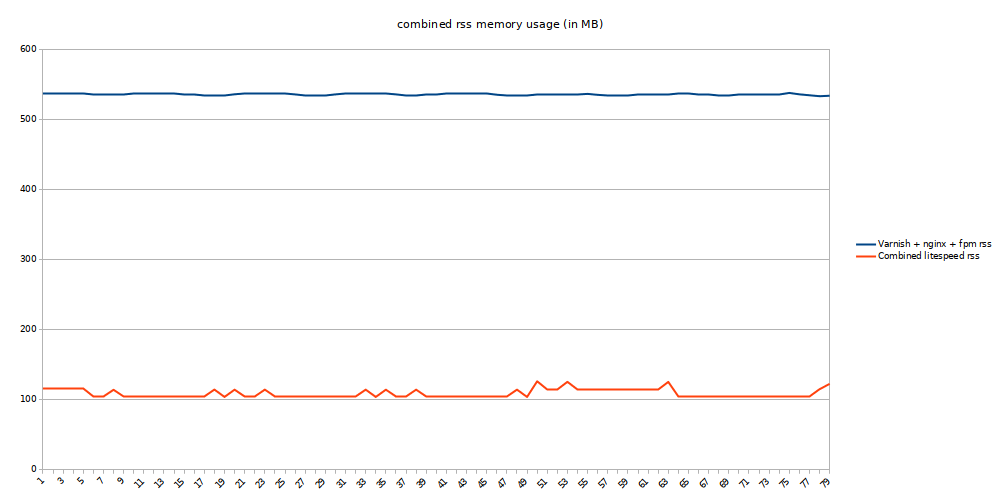 combined rss memory usage (in MB)
600
500
400
300
200
100
0
Varnish + nginx + fpm rss
Combined litespeed rss
1 3 5 7 9 11 13 15 17 19 21 23 25 27 29 31 33 35 37 39 41 43 45 47 49 51 53 55 57 59 61 63 65 67 69 71 73 75 77 79